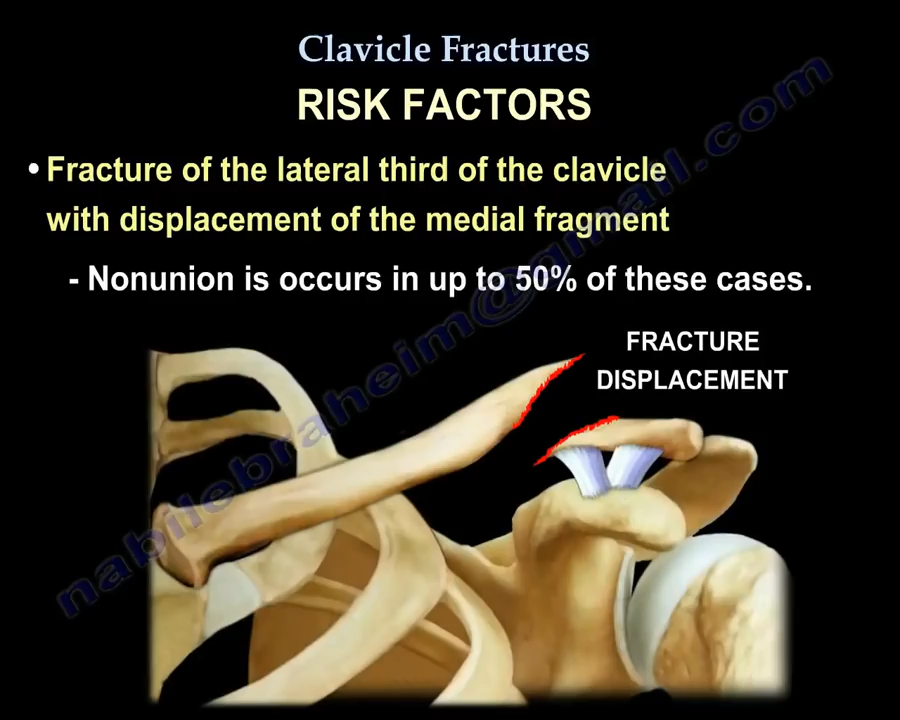 Clavicle Fractures
RISK FACTORS
• Fracture of the lateral third of the clavicle
with displacement of the medial fragment
- Nonunion is occurs in up to 50% of these cases.
FRACTURE
DISPLACEMENT
nabilebraheim@gmail.com